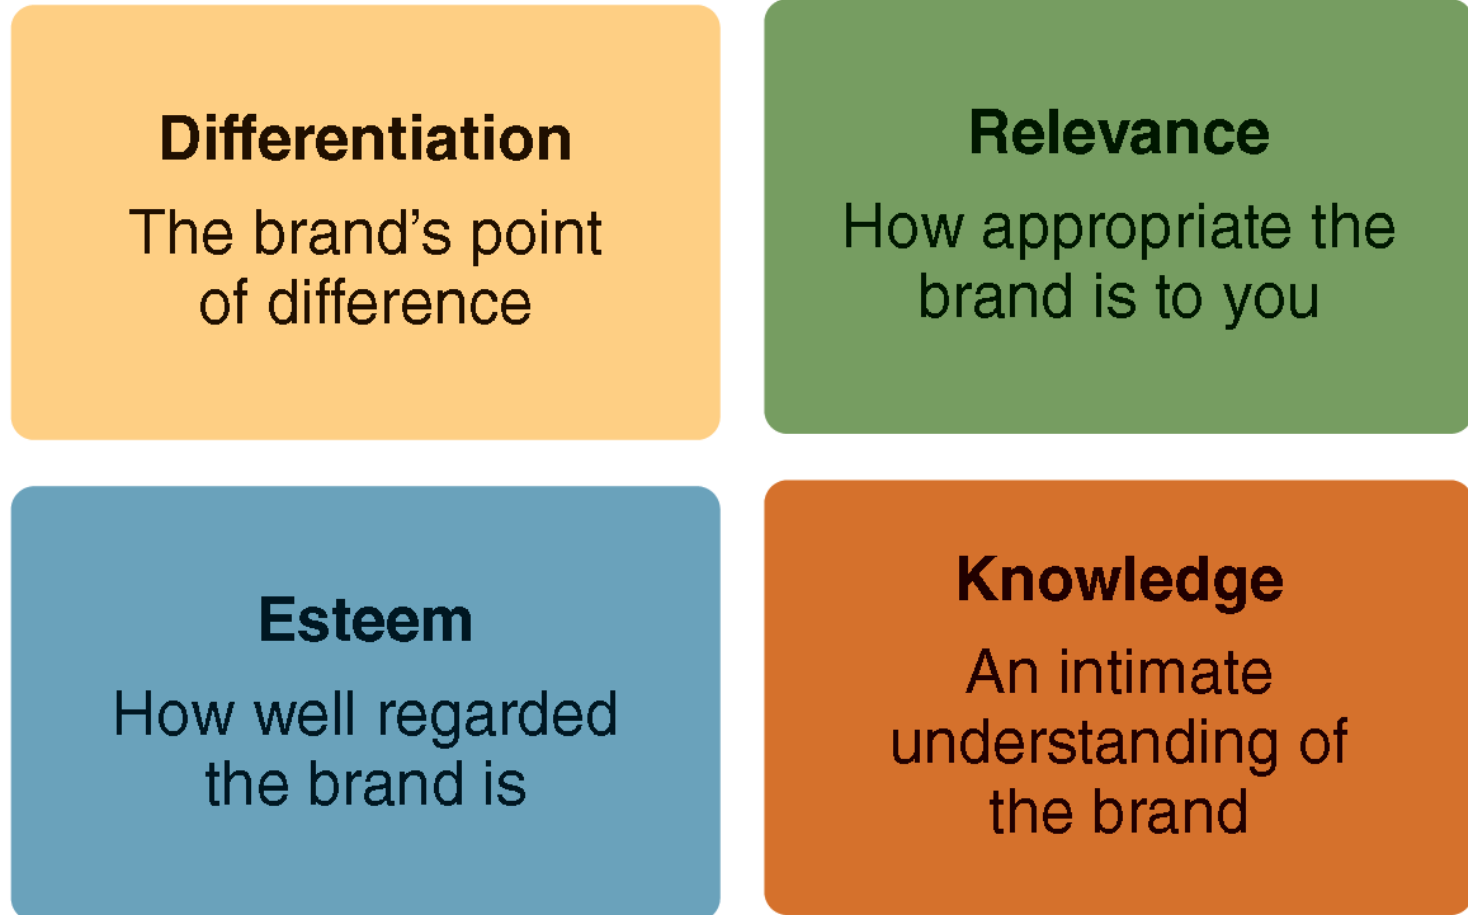 Differentiation
The brand’s point
of difference
Relevance
How appropriate the
brand is to you
Esteem
How well regarded
the brand is
Knowledge
An intimate
understanding of
the brand